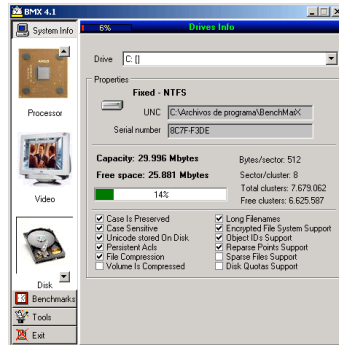 BMX 4.1
System Info
6%
Drives Info
Processor
Video
Disk
Benchmarks
Tools
Exit
Drive C: []
Properties
Fixed - NTFS
UNC C:\Archivos de programa\BenchMarX
Serial number 8C7F-F3DE
Capacity: 29.996 Mbytes
Bytes/sector: 512
Free space: 25.881 Mbytes
Sector/cluster: 8
14%
Total clusters: 7.679.062
Free clusters: 6.625.587
Case Is Preserved
Case Sensitive
Unicode stored On Disk
Persistent Acls
File Compression
Volume Is Compressed
Long Filenames
Encrypted File System Support
Object IDs Support
Reparse Points Support
Sparse Files Support
Disk Quotas Support